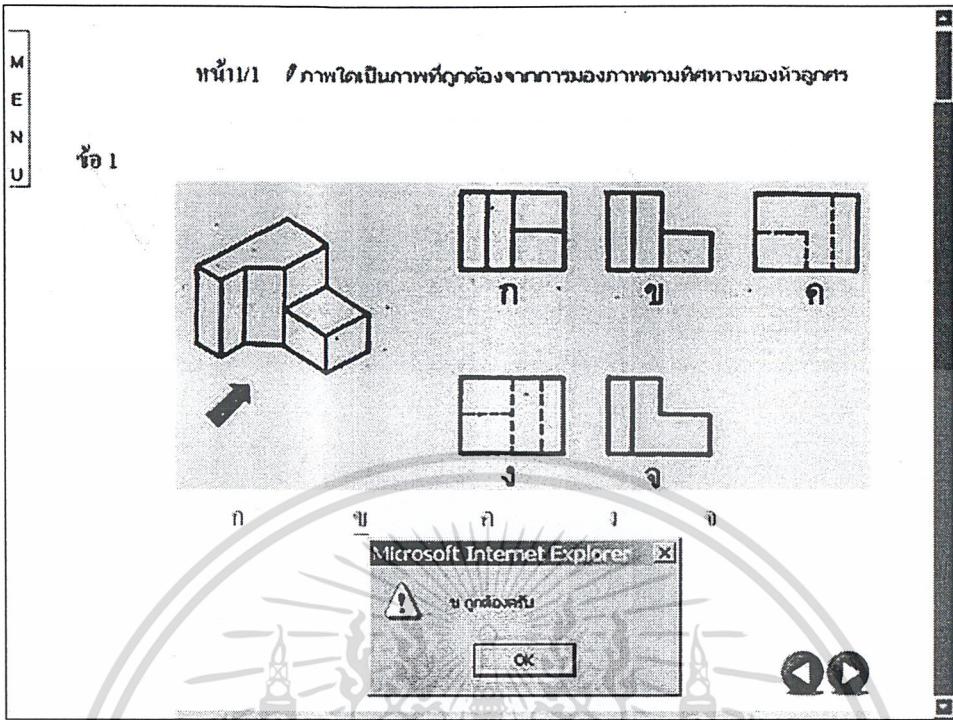 MENU
หน้า1/1 ภาพใดเป็นภาพที่ถูกต้องจากการมองภาพตามทิศทางของหัวลูกศร
ข้อ 1
ก ข ค
ง จ
ก ข ค ง จ
Microsoft Internet Explorer
ข ถูกต้องครับ
OK